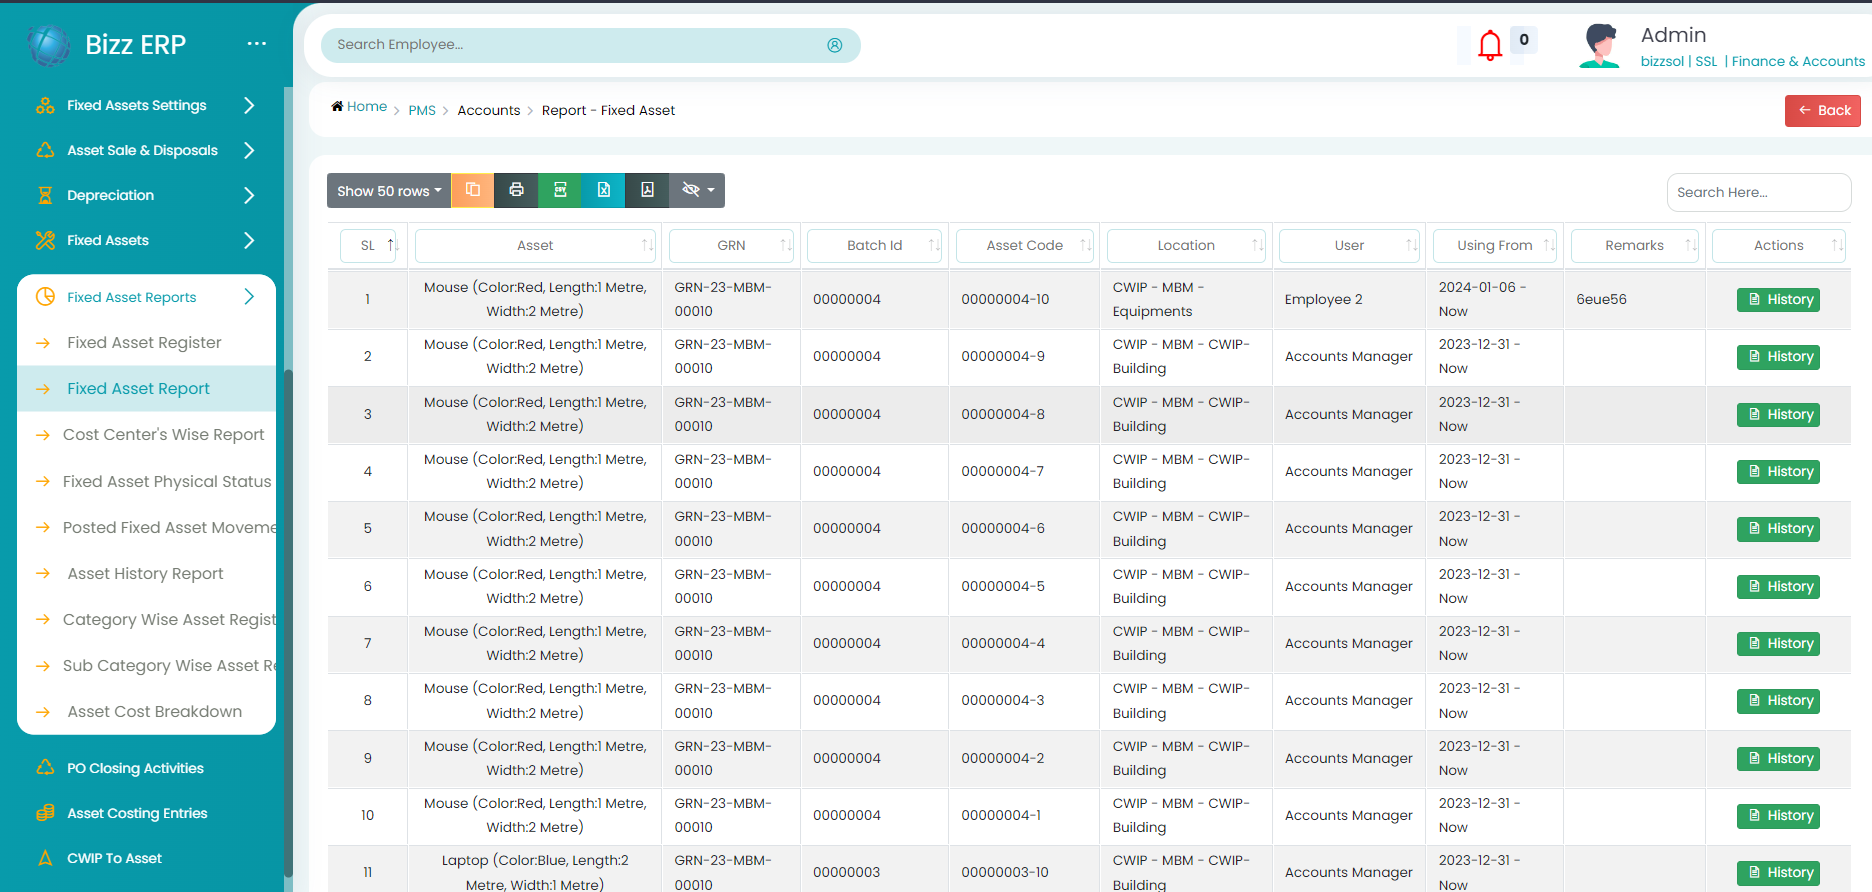 Bizz ERP
Fixed Assets Settings
Asset Sale & Disposals
Depreciation
Fixed Assets
Fixed Asset Reports
Fixed Asset Register
Fixed Asset Report
Cost Center's Wise Report
Fixed Asset Physical Status
Posted Fixed Asset Moveme
Asset History Report
Category Wise Asset Regist
Sub Category Wise Asset Re
Asset Cost Breakdown
PO Closing Activities
Asset Costing Entries
CWIP To Asset
Search Employee...
0
Admin
bizzsol | SSL | Finance & Accounts
Home > PMS > Accounts > Report - Fixed Asset
← Back
Show 50 rows
CSV
Search Here...
SL Asset GRN Batch Id Asset Code Location User Using From Remarks Actions
1 Mouse (Color:Red, Length:1 Metre, GRN-23-MBM- 00000004 00000004-10 CWIP - MBM - Employee 2 2024-01-06 - 6eue56 History
Width:2 Metre) 00010 Equipments Now
2 Mouse (Color:Red, Length:1 Metre, GRN-23-MBM- 00000004 00000004-9 CWIP - MBM - CWIP- Accounts Manager 2023-12-31 - History
Width:2 Metre) 00010 Building Now
3 Mouse (Color:Red, Length:1 Metre, GRN-23-MBM- 00000004 00000004-8 CWIP - MBM - CWIP- Accounts Manager 2023-12-31 - History
Width:2 Metre) 00010 Building Now
4 Mouse (Color:Red, Length:1 Metre, GRN-23-MBM- 00000004 00000004-7 CWIP - MBM - CWIP- Accounts Manager 2023-12-31 - History
Width:2 Metre) 00010 Building Now
5 Mouse (Color:Red, Length:1 Metre, GRN-23-MBM- 00000004 00000004-6 CWIP - MBM - CWIP- Accounts Manager 2023-12-31 - History
Width:2 Metre) 00010 Building Now
6 Mouse (Color:Red, Length:1 Metre, GRN-23-MBM- 00000004 00000004-5 CWIP - MBM - CWIP- Accounts Manager 2023-12-31 - History
Width:2 Metre) 00010 Building Now
7 Mouse (Color:Red, Length:1 Metre, GRN-23-MBM- 00000004 00000004-4 CWIP - MBM - CWIP- Accounts Manager 2023-12-31 - History
Width:2 Metre) 00010 Building Now
8 Mouse (Color:Red, Length:1 Metre, GRN-23-MBM- 00000004 00000004-3 CWIP - MBM - CWIP- Accounts Manager 2023-12-31 - History
Width:2 Metre) 00010 Building Now
9 Mouse (Color:Red, Length:1 Metre, GRN-23-MBM- 00000004 00000004-2 CWIP - MBM - CWIP- Accounts Manager 2023-12-31 - History
Width:2 Metre) 00010 Building Now
10 Mouse (Color:Red, Length:1 Metre, GRN-23-MBM- 00000004 00000004-1 CWIP - MBM - CWIP- Accounts Manager 2023-12-31 - History
Width:2 Metre) 00010 Building Now
11 Laptop (Color:Blue, Length:2 GRN-23-MBM- 00000003 00000003-10 CWIP - MBM - CWIP- Accounts Manager 2023-12-31 - History
Metre, Width:1 Metre) 00010 Building Now